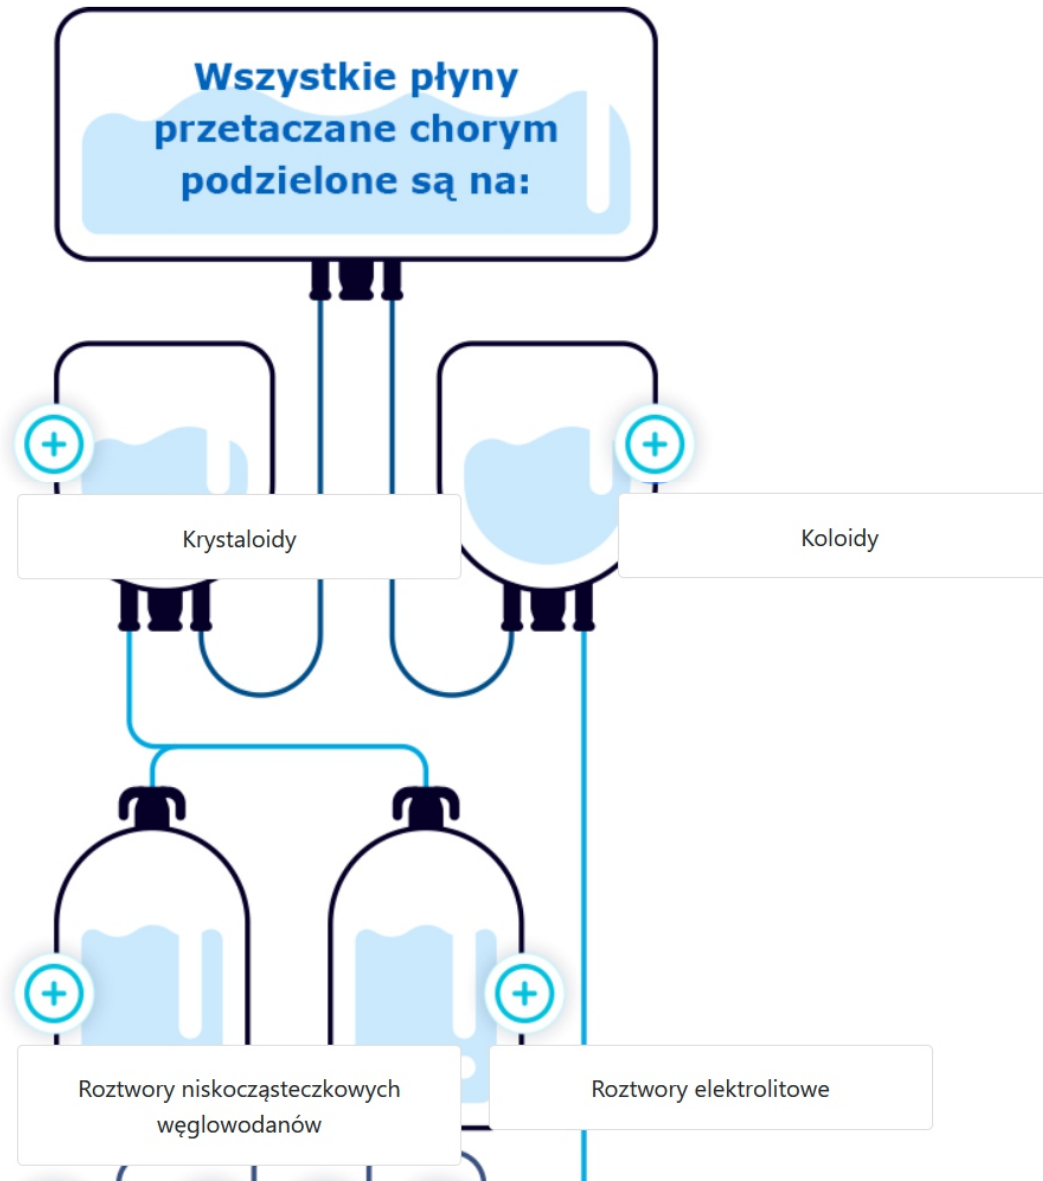 Wszystkie płyny
przetaczane chorym
podzielone są na:
Krystaloidy
Koloidy
Roztwory niskocząsteczkowych
węglowodanów
Roztwory elektrolitowe